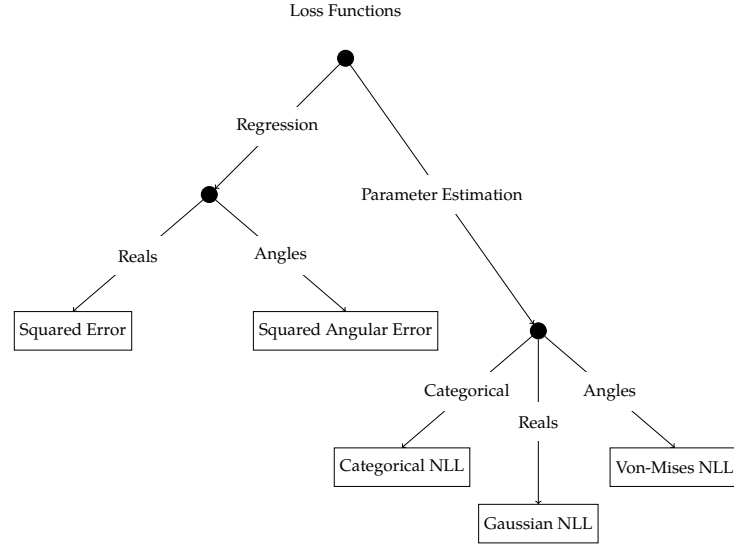 Loss Functions
Regression
Parameter Estimation
Reals
Angles
Squared Error
Squared Angular Error
Categorical
Reals
Angles
Categorical NLL
Gaussian NLL
Von-Mises NLL